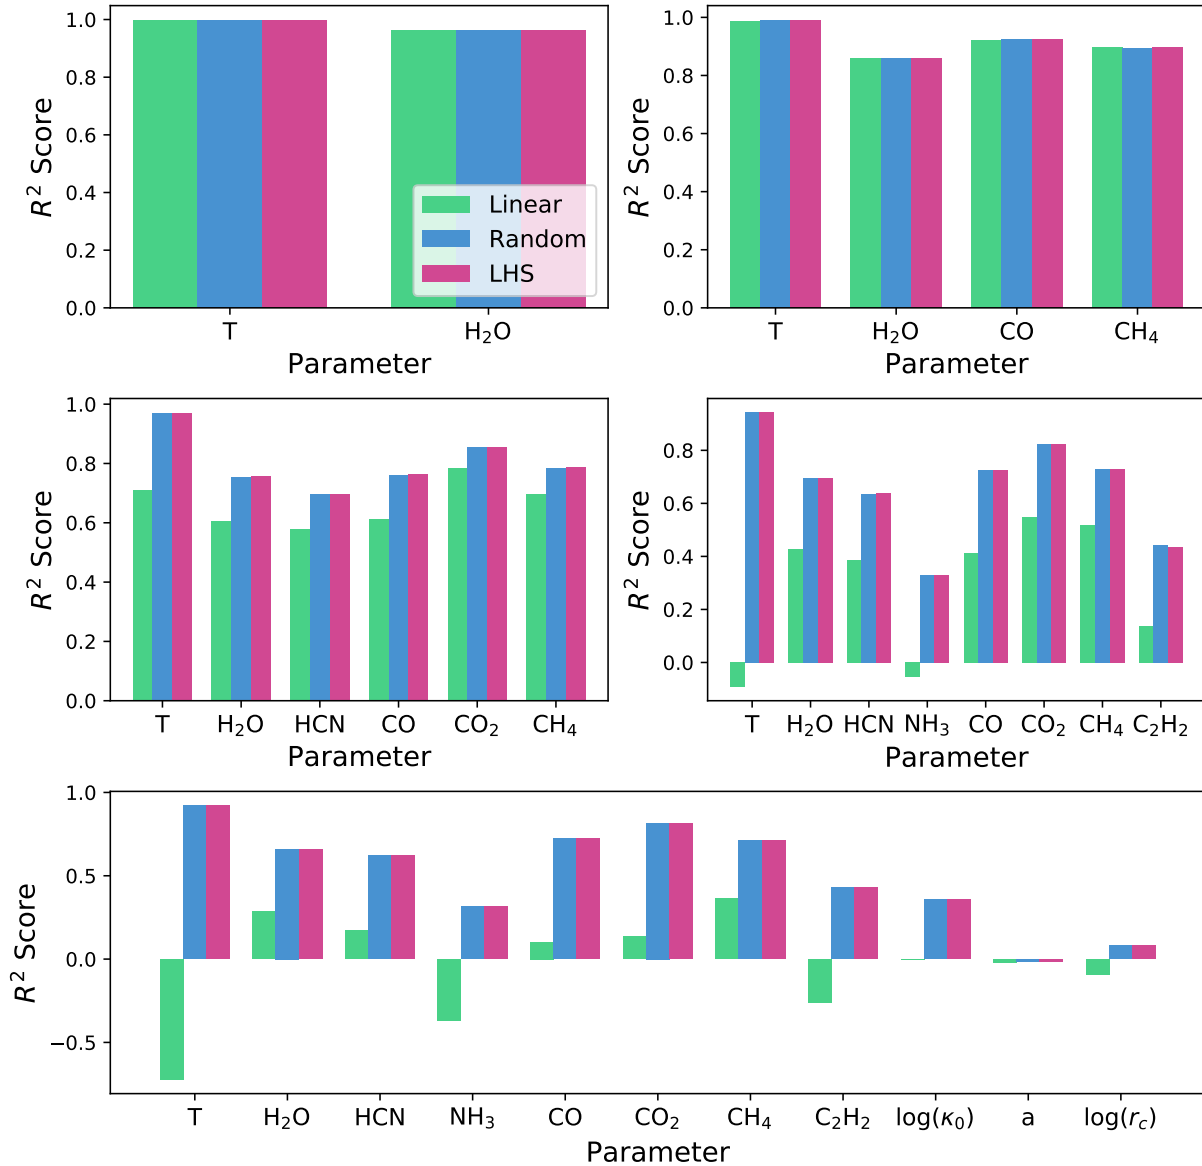 1.0
0.8
0.6
0.4
0.2
0.0
R² Score
Linear
Random
LHS
T H₂O
Parameter
1.0
0.8
0.6
0.4
0.2
0.0
R² Score
T H₂O CO CH₄
Parameter
1.0
0.8
0.6
0.4
0.2
0.0
R² Score
T H₂O HCN CO CO₂ CH₄
Parameter
0.8
0.6
0.4
0.2
0.0
R² Score
T H₂O HCN NH₃ CO CO₂ CH₄ C₂H₂
Parameter
1.0
0.5
0.0
−0.5
R² Score
T H₂O HCN NH₃ CO CO₂ CH₄ C₂H₂ log(κ₀) a log(r_c)
Parameter